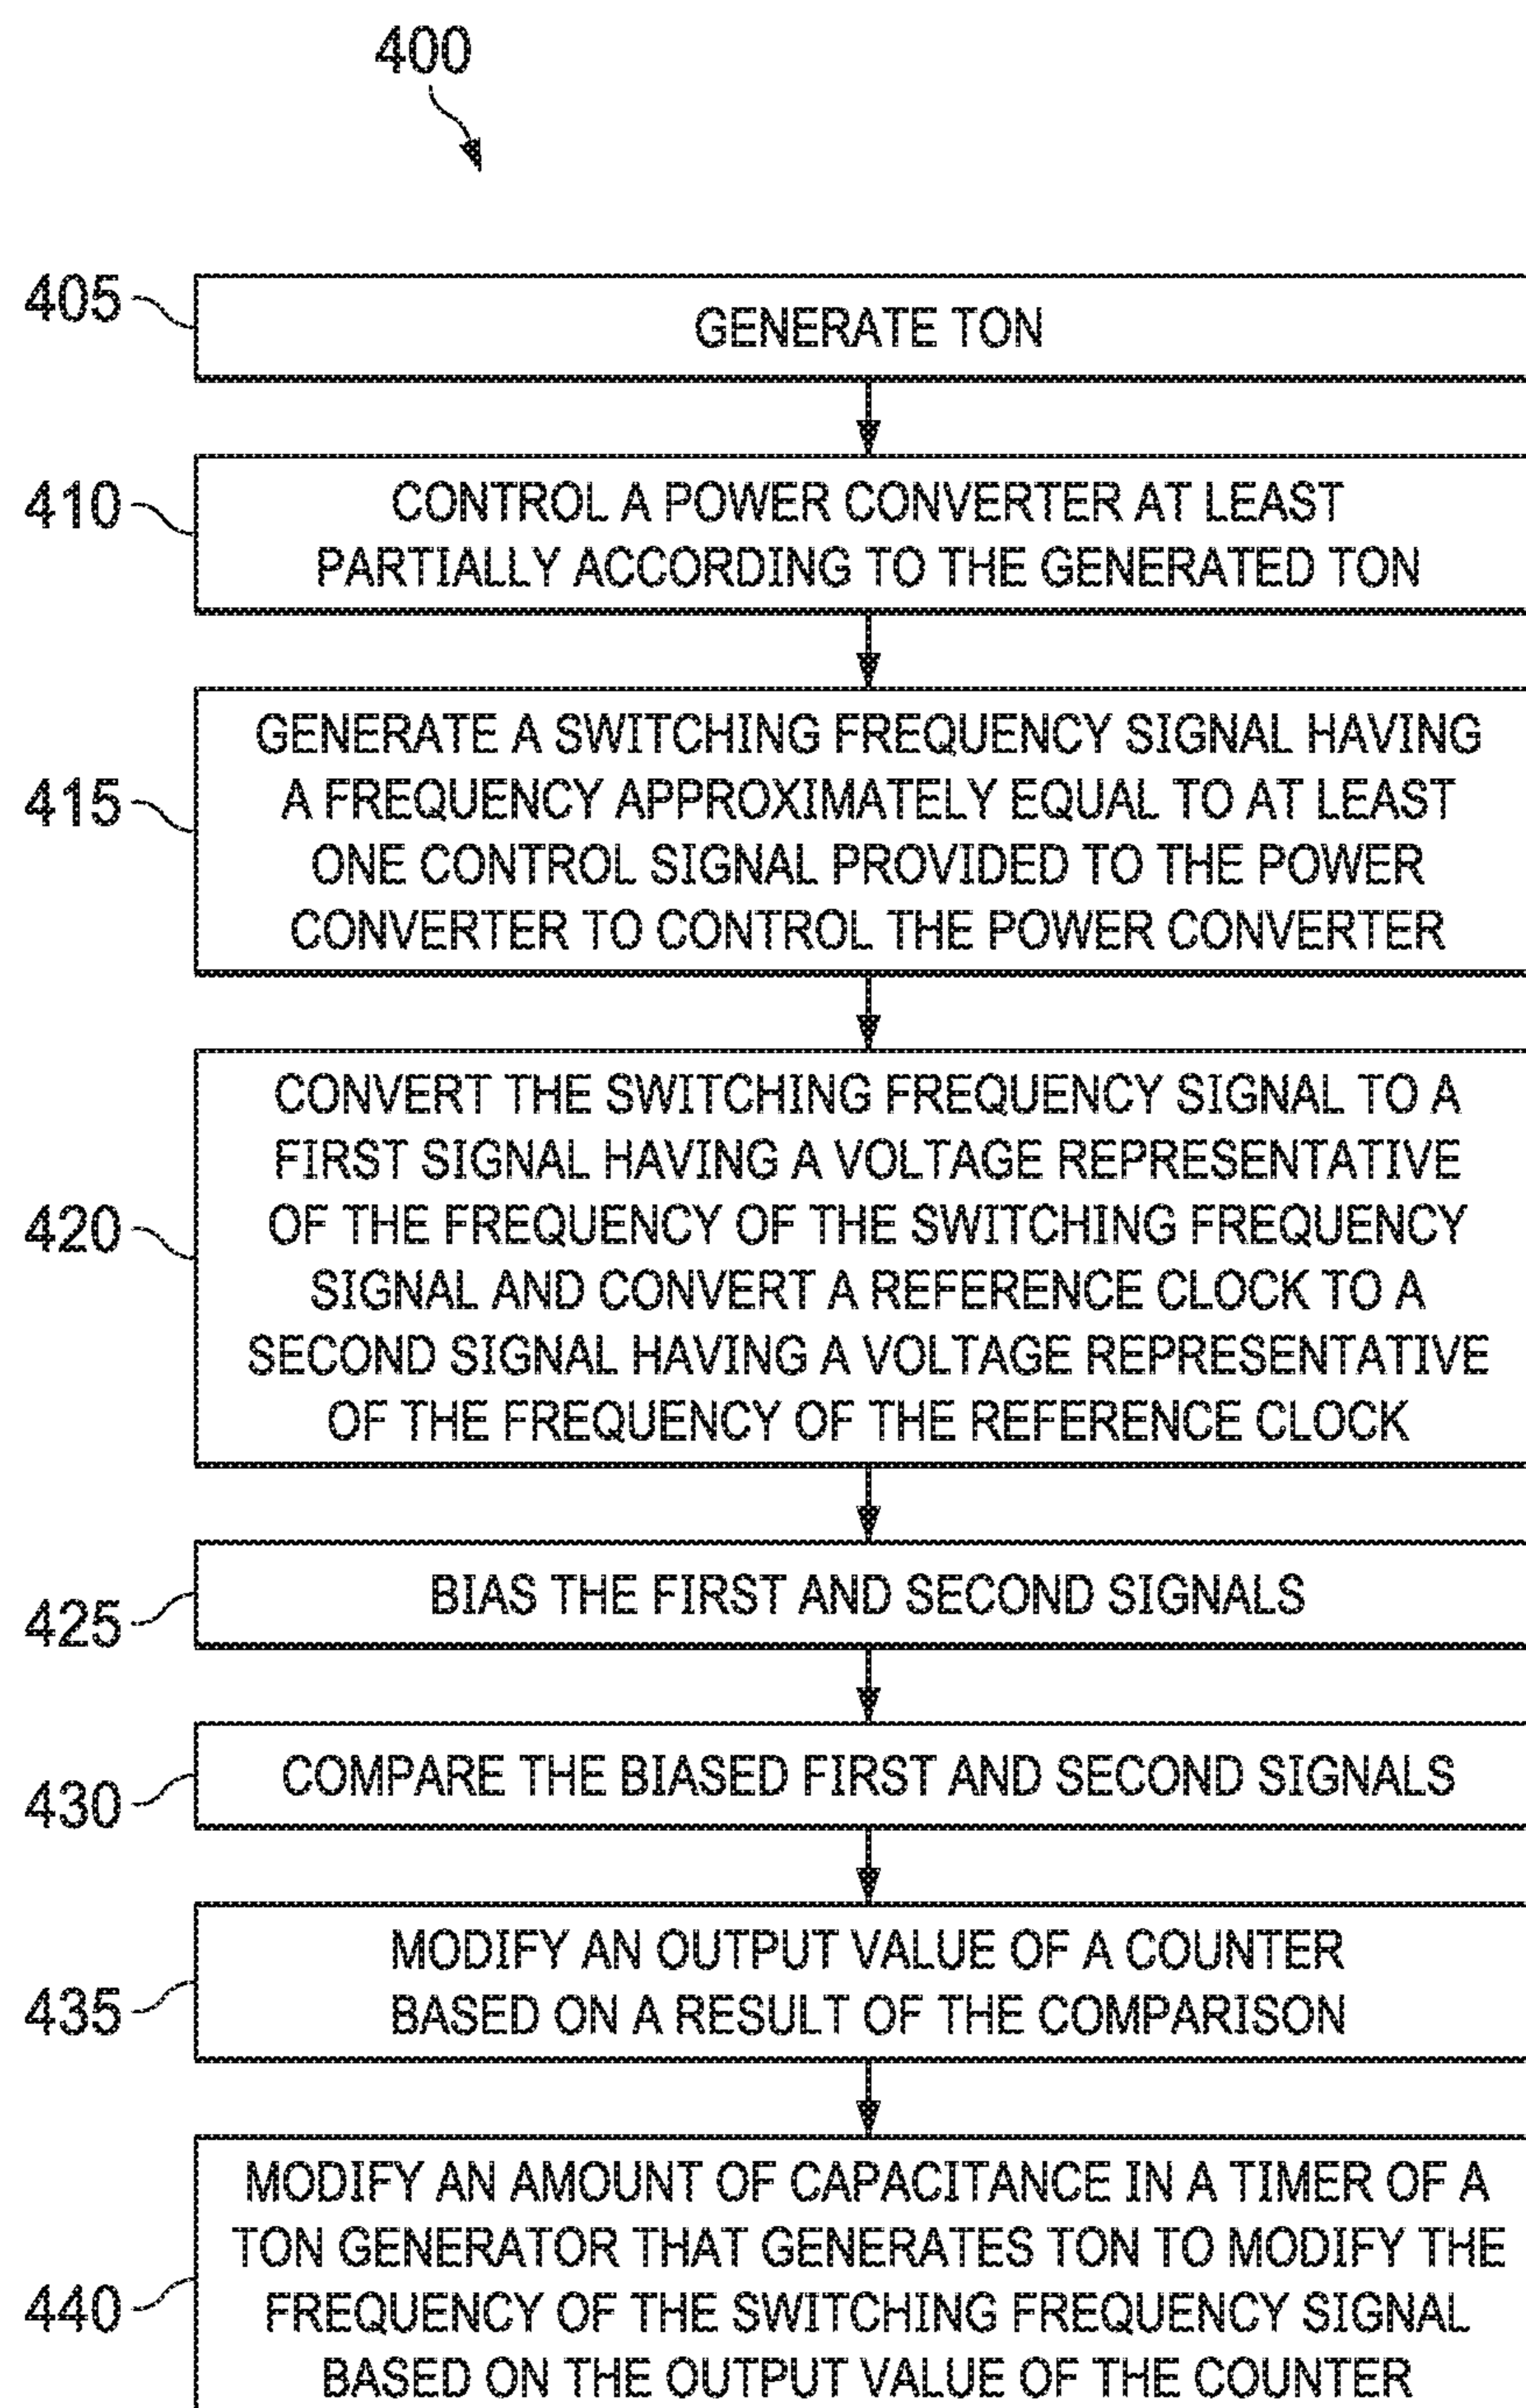 400
405
GENERATE TON
410
CONTROL A POWER CONVERTER AT LEAST
PARTIALLY ACCORDING TO THE GENERATED TON
415
GENERATE A SWITCHING FREQUENCY SIGNAL HAVING
A FREQUENCY APPROXIMATELY EQUAL TO AT LEAST
ONE CONTROL SIGNAL PROVIDED TO THE POWER
CONVERTER TO CONTROL THE POWER CONVERTER
420
CONVERT THE SWITCHING FREQUENCY SIGNAL TO A
FIRST SIGNAL HAVING A VOLTAGE REPRESENTATIVE
OF THE FREQUENCY OF THE SWITCHING FREQUENCY
SIGNAL AND CONVERT A REFERENCE CLOCK TO A
SECOND SIGNAL HAVING A VOLTAGE REPRESENTATIVE
OF THE FREQUENCY OF THE REFERENCE CLOCK
425
BIAS THE FIRST AND SECOND SIGNALS
430
COMPARE THE BIASED FIRST AND SECOND SIGNALS
435
MODIFY AN OUTPUT VALUE OF A COUNTER
BASED ON A RESULT OF THE COMPARISON
440
MODIFY AN AMOUNT OF CAPACITANCE IN A TIMER OF A
TON GENERATOR THAT GENERATES TON TO MODIFY THE
FREQUENCY OF THE SWITCHING FREQUENCY SIGNAL
BASED ON THE OUTPUT VALUE OF THE COUNTER